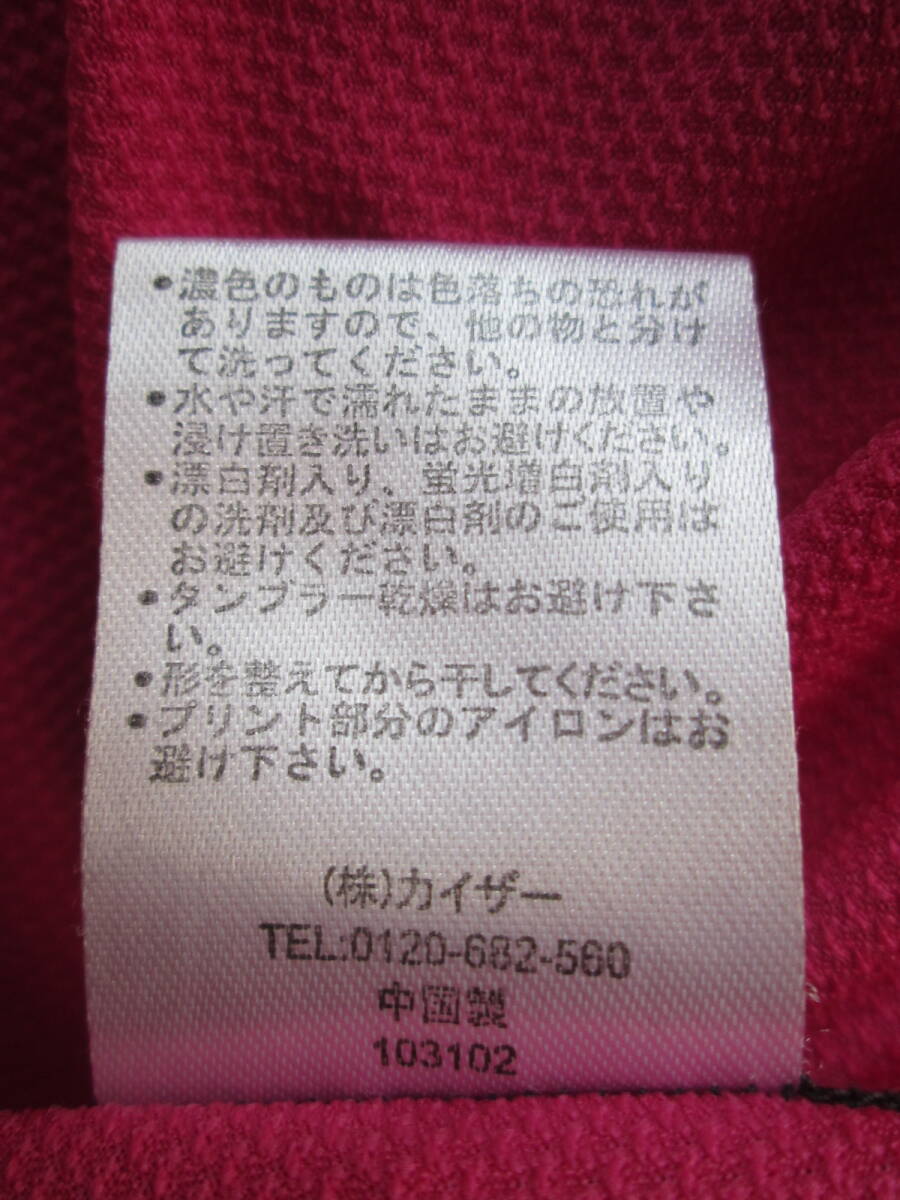 ・濃色のものは色落ちの恐れが
ありますので、他の物と分け
て洗ってください。
・水や汗で濡れたままの放置や
浸け置き洗いはお避けください。
・漂白剤入り、蛍光増白剤入り
の洗剤及び漂白剤のご使用は
お避けください。
・タンブラー乾燥はお避け下さ
い。
・形を整えてから干してください。
・プリント部分のアイロンはお
避け下さい。
(株)カイザー
TEL:0120-682-560
中国製
103102